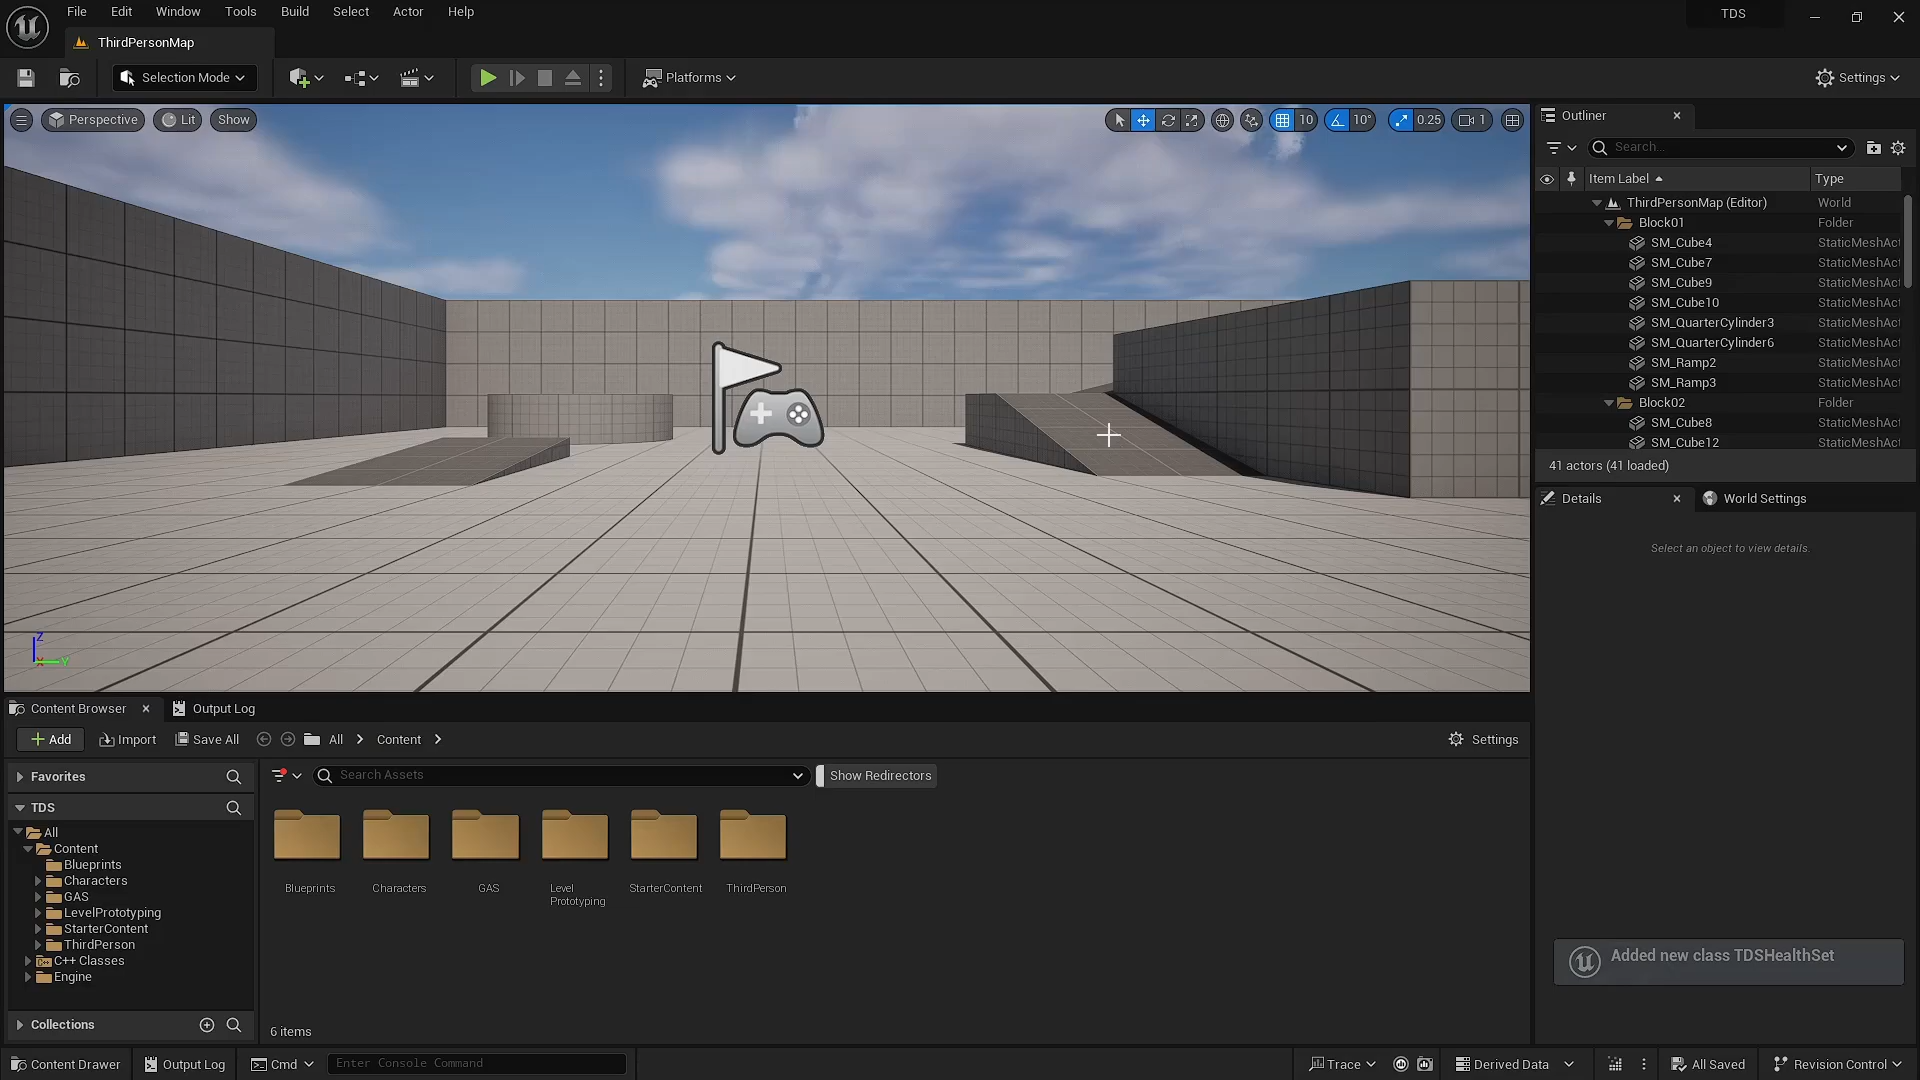 File Edit Window Tools Build Select Actor Help
TDS
ThirdPersonMap
Selection Mode
Platforms
Settings
Perspective Lit Show
10 10° 0.25 1
Outliner
Search...
Item Label Type
ThirdPersonMap (Editor) World
Block01 Folder
SM_Cube4 StaticMeshAct
SM_Cube7 StaticMeshAct
SM_Cube9 StaticMeshAct
SM_Cube10 StaticMeshAct
SM_QuarterCylinder3 StaticMeshAct
SM_QuarterCylinder6 StaticMeshAct
SM_Ramp2 StaticMeshAct
SM_Ramp3 StaticMeshAct
Block02 Folder
SM_Cube8 StaticMeshAct
SM_Cube12 StaticMeshAct
41 actors (41 loaded)
Details World Settings
Select an object to view details.
Z
X Y
Content Browser Output Log
Add Import Save All All Content Settings
Favorites
Search Assets Show Redirectors
TDS
All
Content
Blueprints
Characters
GAS
LevelPrototyping
StarterContent
ThirdPerson
C++ Classes
Engine
Collections
Blueprints Characters GAS Level StarterContent ThirdPerson
Prototyping
6 items
Added new class TDSHealthSet
Content Drawer Output Log Cmd Enter Console Command Trace Derived Data All Saved Revision Control